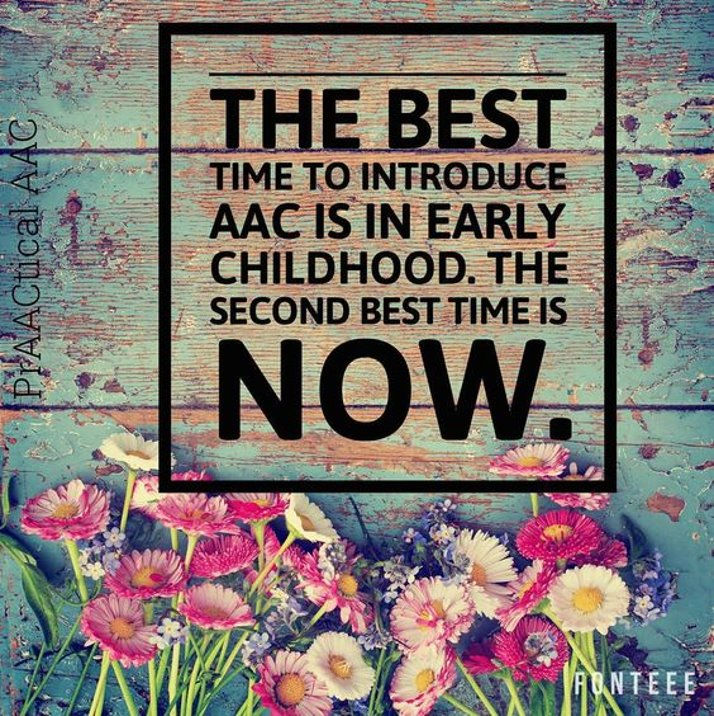 THE BEST
TIME TO INTRODUCE
AAC IS IN EARLY
CHILDHOOD. THE
SECOND BEST TIME IS
NOW.
PrAACtical AAC
FONTEEE